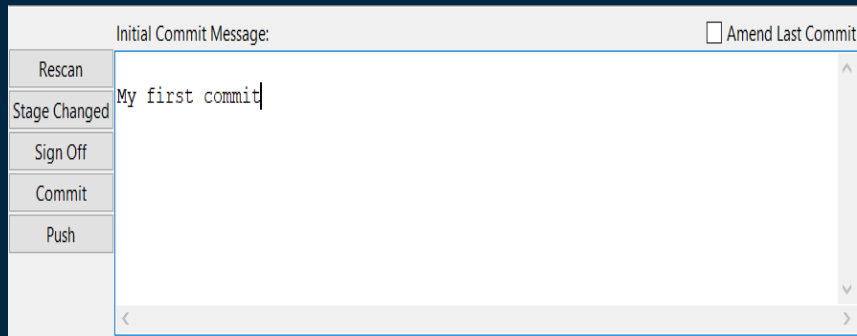 Initial Commit Message:
Amend Last Commit
Rescan
Stage Changed
My first commit
Sign Off
Commit
Push